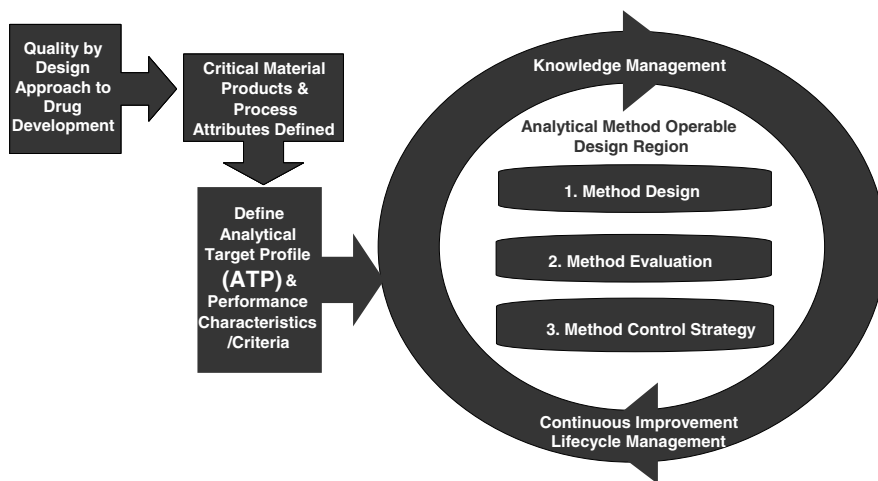 Quality by
Design
Approach to
Drug
Development
Critical Material
Products &
Process
Attributes Defined
Define
Analytical
Target Profile
(ATP) &
Performance
Characteristics
/Criteria
Knowledge Management
Analytical Method Operable
Design Region
1. Method Design
2. Method Evaluation
3. Method Control Strategy
Continuous Improvement
Lifecycle Management